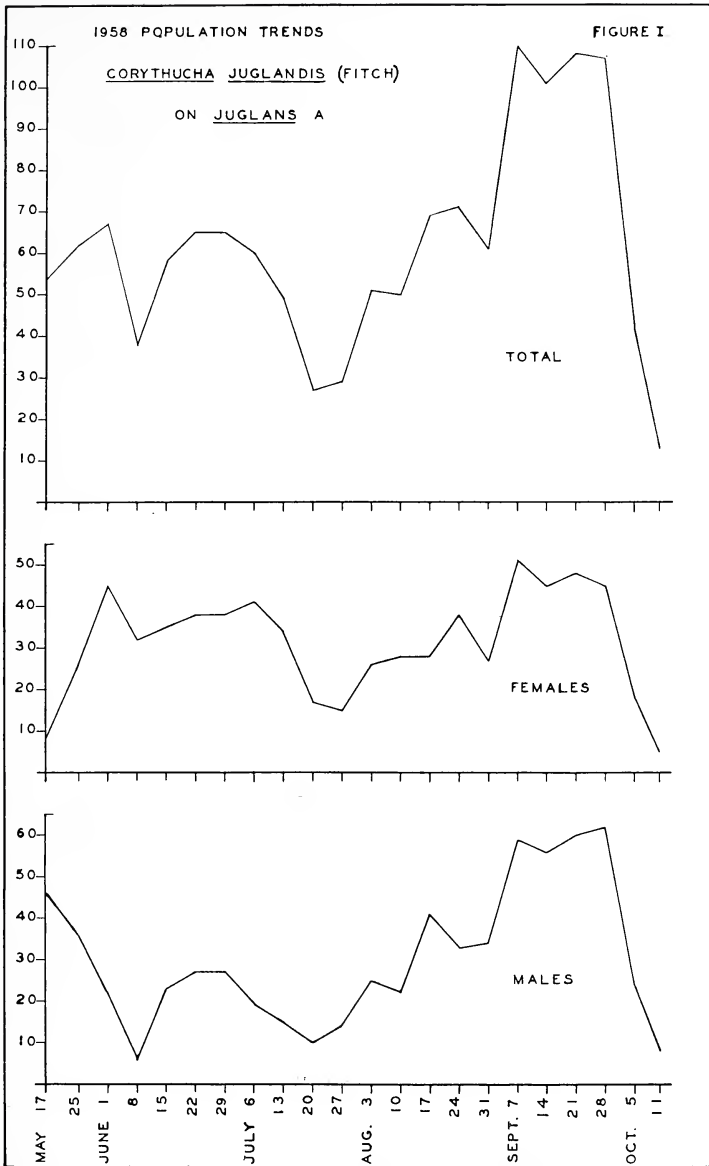 1958 POPULATION TRENDS
FIGURE I.
CORYTHUCHA JUGLANDIS (FITCH)
ON JUGLANS A
110
100
90
80
70
60
50
40
30
20
10
TOTAL
50
40
30
20
10
FEMALES
60
50
40
30
20
10
MALES
MAY 17
25
JUNE 1
8
15
22
29
JULY 6
13
20
27
AUG. 3
10
17
24
31
SEPT. 7
14
21
28
OCT. 5
11